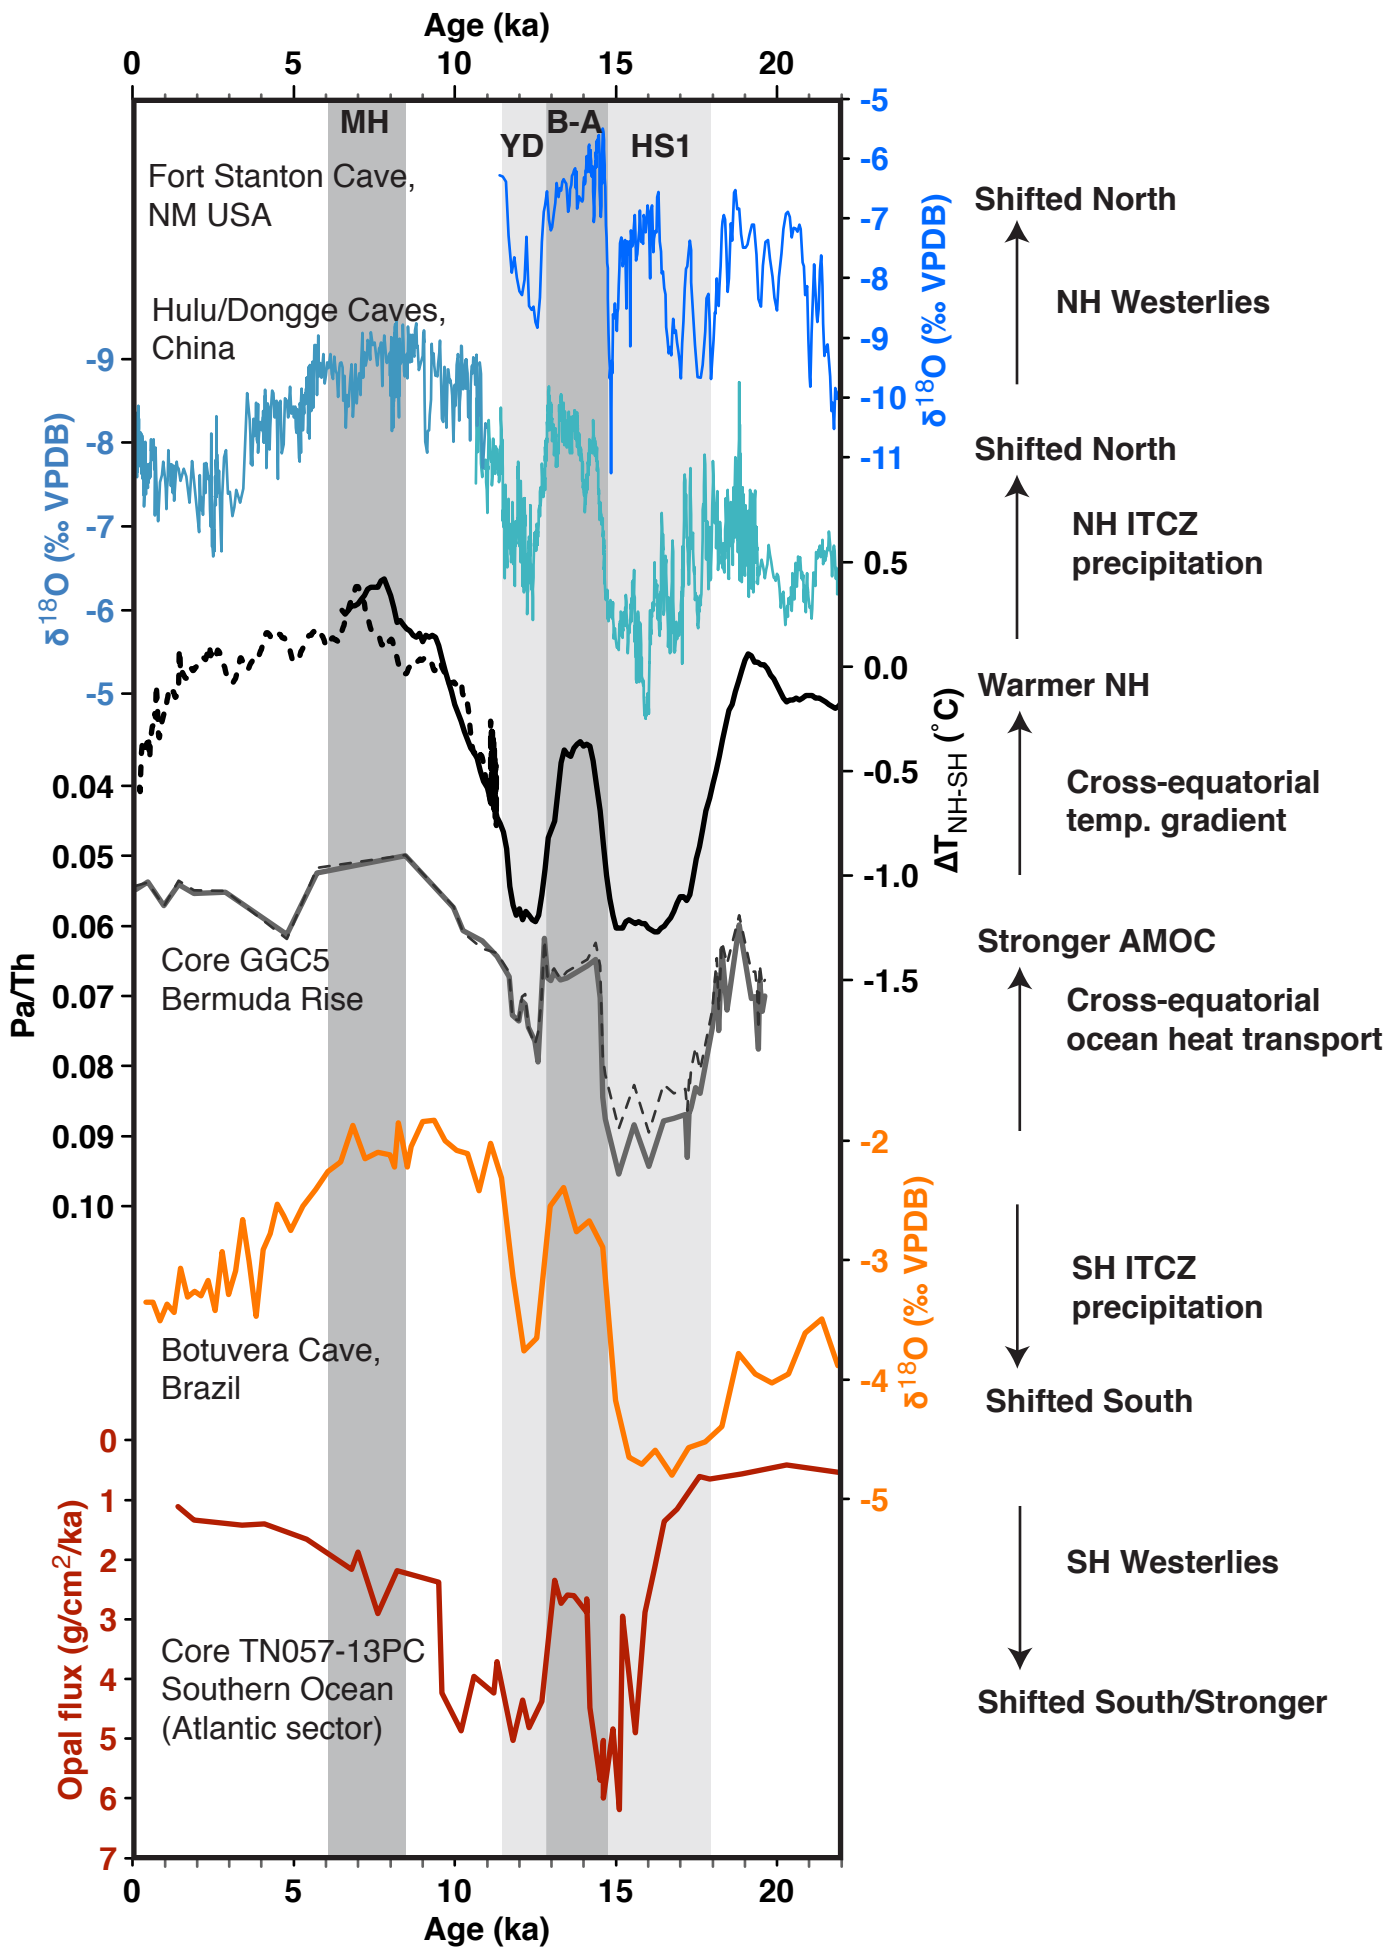 Age (ka)
0 5 10 15 20
MH
YD
B-A
HS1
Fort Stanton Cave,
NM USA
-5
-6
-7
-8
-9
-10
-11
δ18O (‰ VPDB)
Shifted North
NH Westerlies
Hulu/Dongge Caves,
China
-9
-8
-7
-6
-5
δ18O (‰ VPDB)
Shifted North
NH ITCZ
precipitation
0.5
0.0
-0.5
-1.0
-1.5
ΔTNH-SH (˚C)
Warmer NH
Cross-equatorial
temp. gradient
0.04
0.05
0.06
0.07
0.08
0.09
0.10
Pa/Th
Core GGC5
Bermuda Rise
Stronger AMOC
Cross-equatorial
ocean heat transport
-2
-3
-4
-5
δ18O (‰ VPDB)
Botuvera Cave,
Brazil
SH ITCZ
precipitation
Shifted South
0
1
2
3
4
5
6
7
Opal flux (g/cm2/ka)
Core TN057-13PC
Southern Ocean
(Atlantic sector)
SH Westerlies
Shifted South/Stronger
0 5 10 15 20
Age (ka)